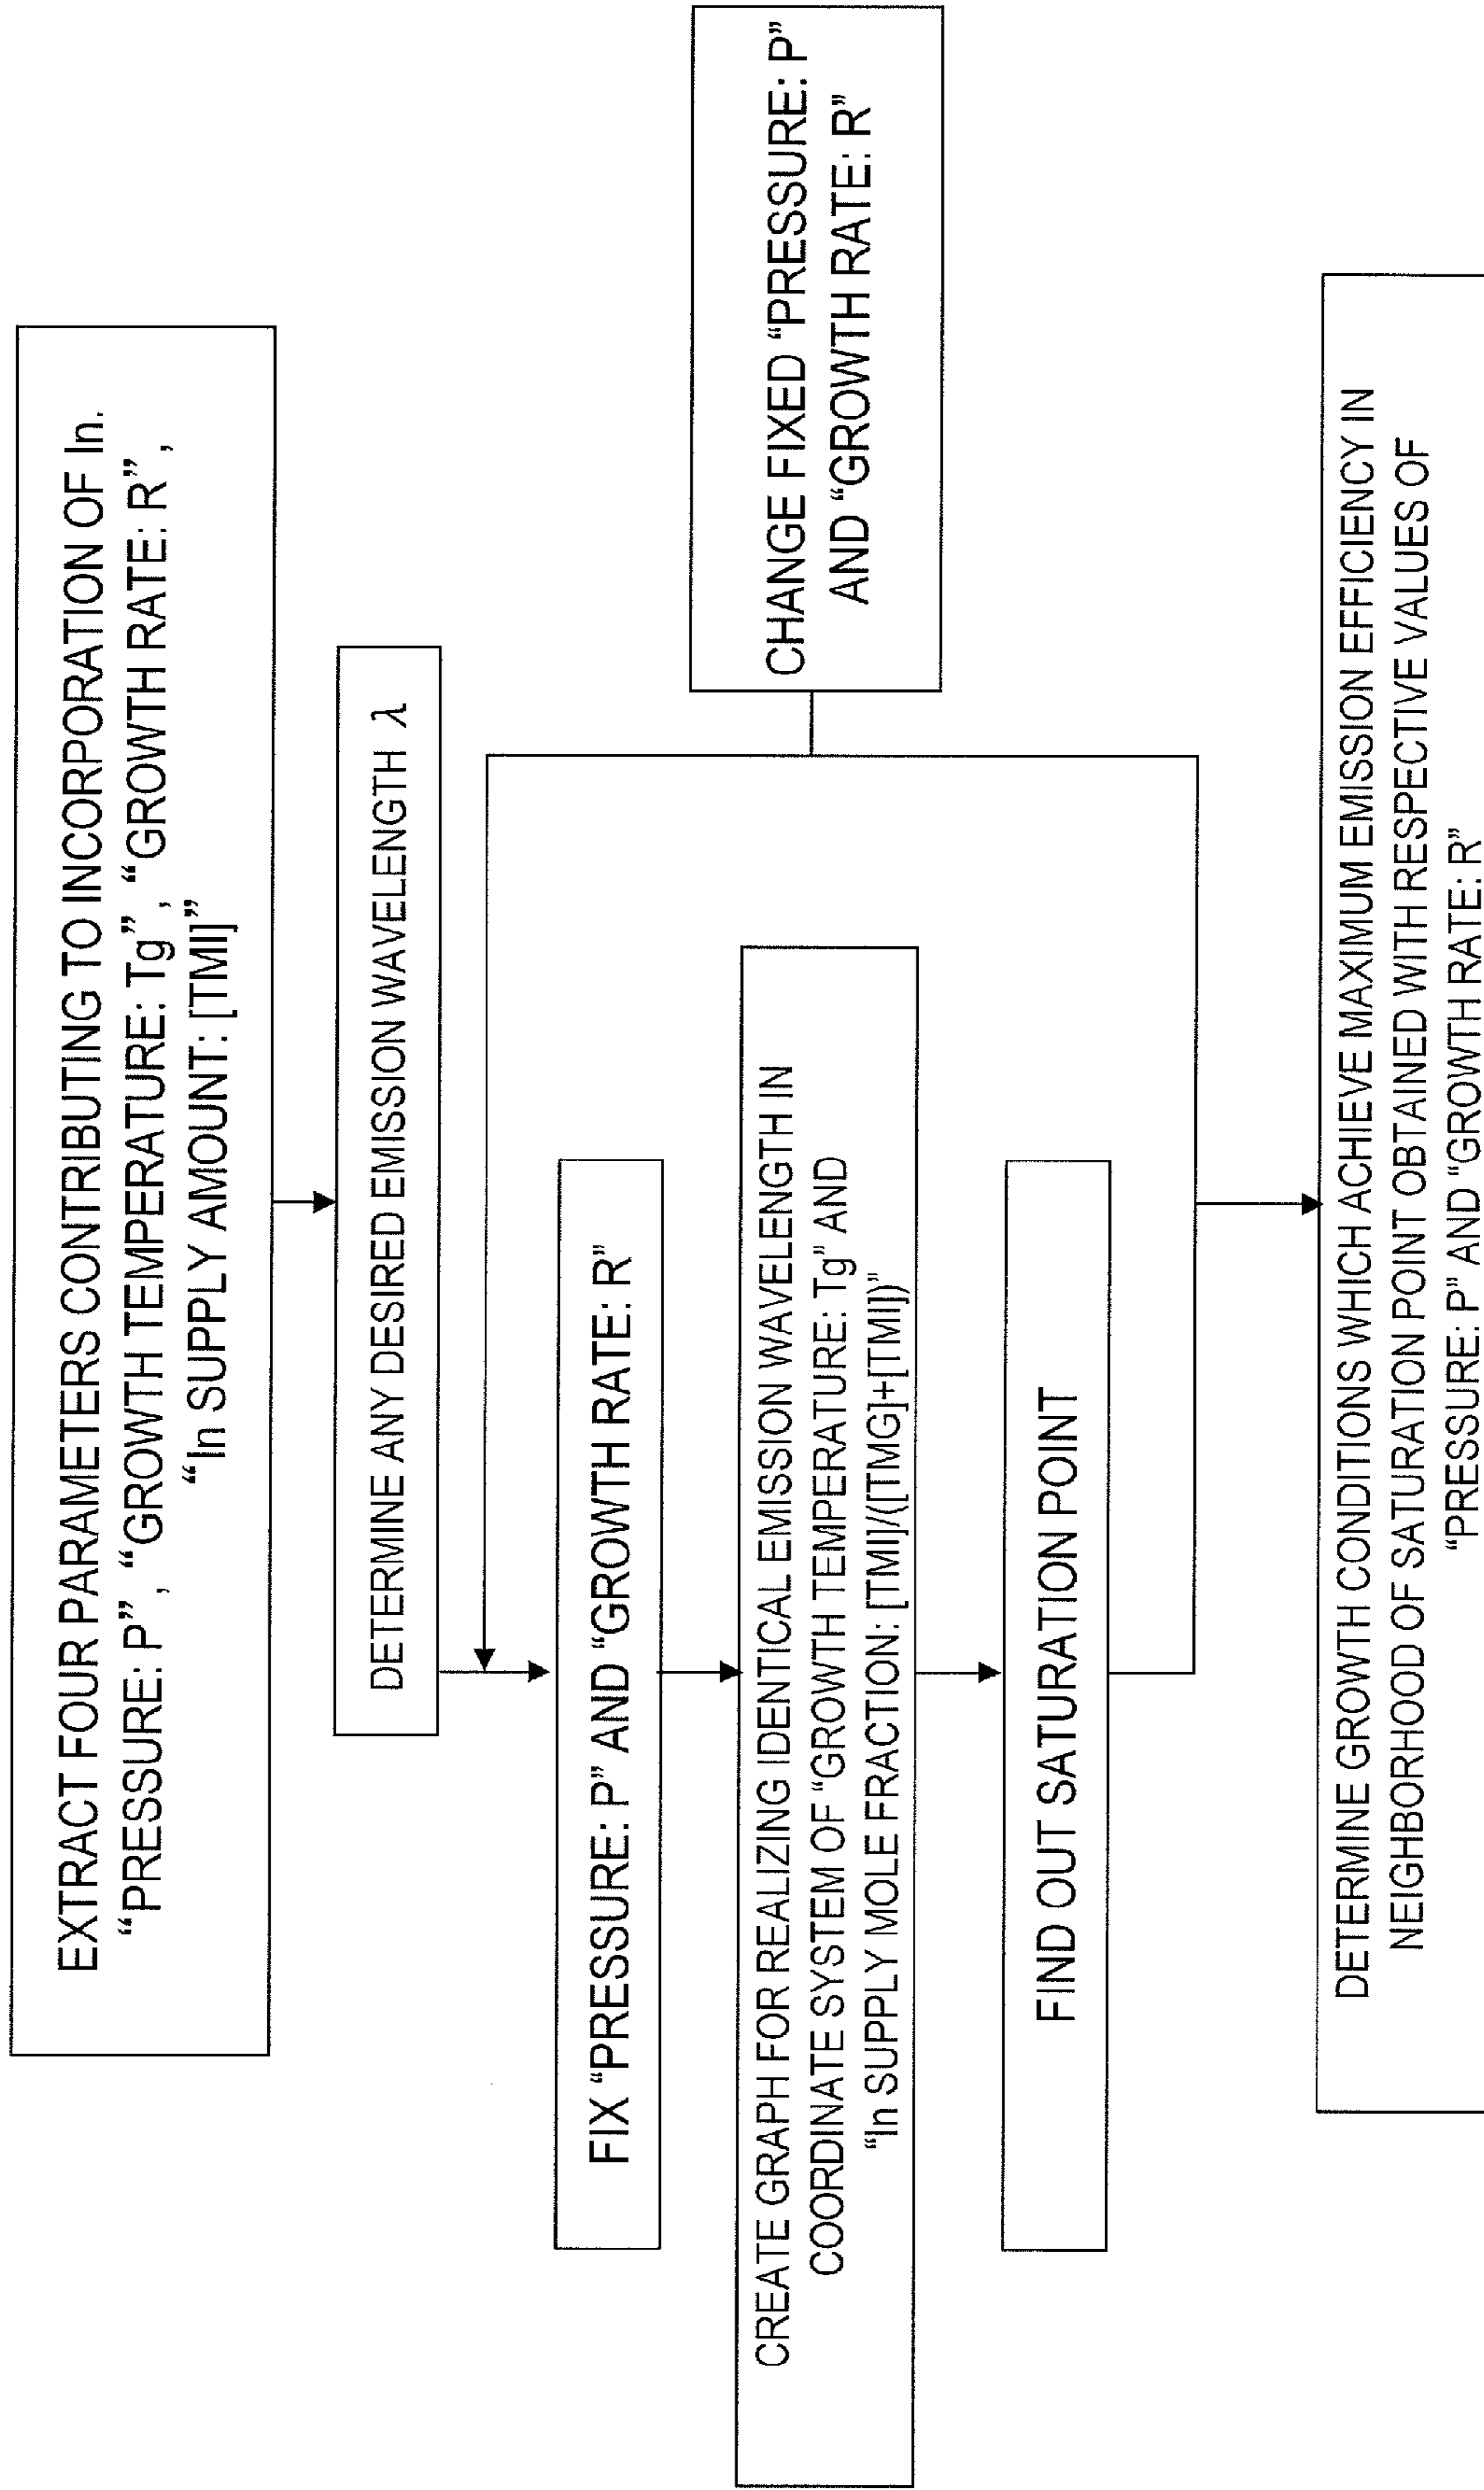 EXTRACT FOUR PARAMETERS CONTRIBUTING TO INCORPORATION OF In.
“PRESSURE: P” , “GROWTH TEMPERATURE: Tg” , “GROWTH RATE: R” ,
“In SUPPLY AMOUNT: [TMI]”
DETERMINE ANY DESIRED EMISSION WAVELENGTH λ
FIX “PRESSURE: P” AND “GROWTH RATE: R”
CREATE GRAPH FOR REALIZING IDENTICAL EMISSION WAVELENGTH IN
COORDINATE SYSTEM OF “GROWTH TEMPERATURE: Tg” AND
“In SUPPLY MOLE FRACTION: [TMI]/([TMG]+[TMI])”
FIND OUT SATURATION POINT
CHANGE FIXED “PRESSURE: P”
AND “GROWTH RATE: R”
DETERMINE GROWTH CONDITIONS WHICH ACHIEVE MAXIMUM EMISSION EFFICIENCY IN
NEIGHBORHOOD OF SATURATION POINT OBTAINED WITH RESPECTIVE VALUES OF
“PRESSURE: P” AND “GROWTH RATE: R”